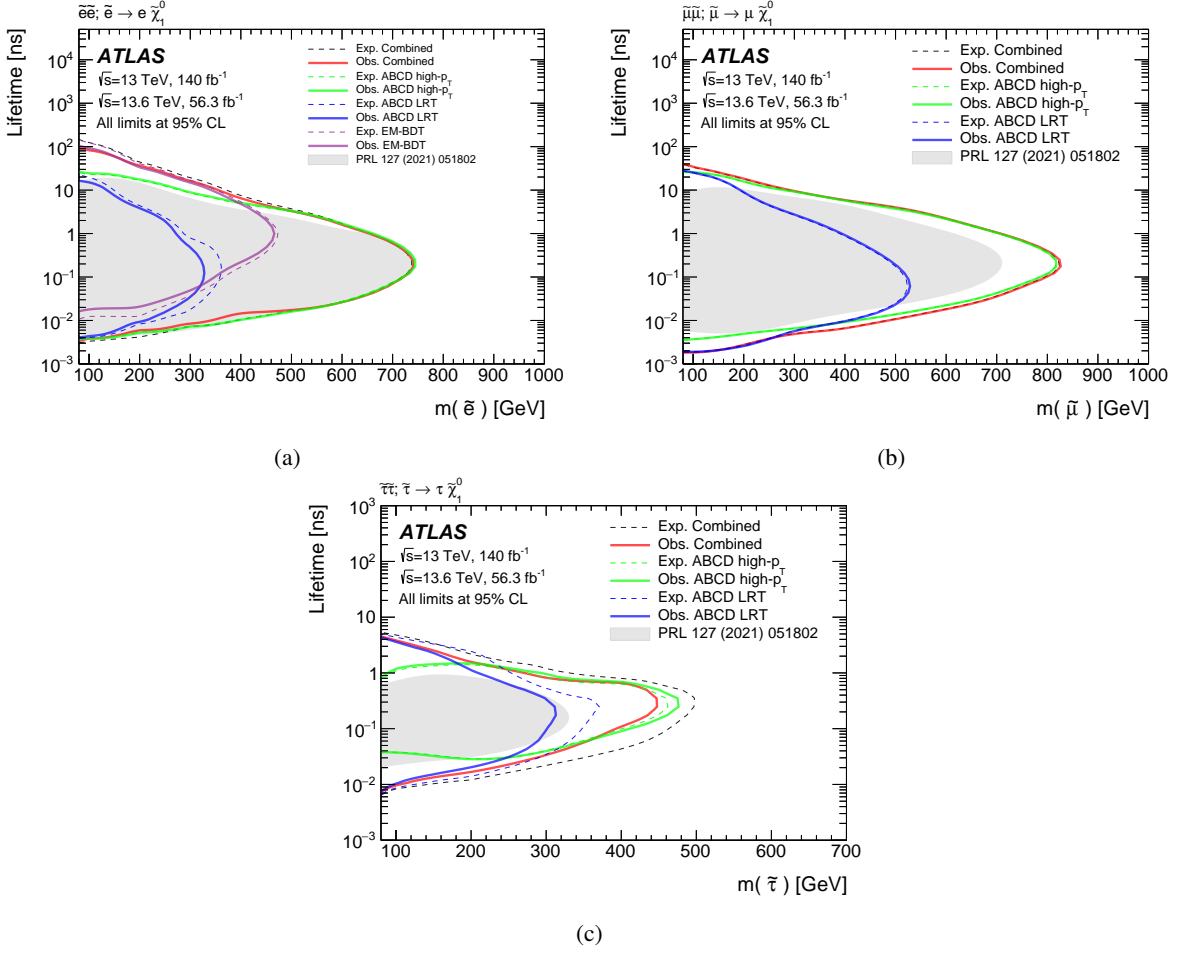 ẽẽ; ẽ → e χ̃⁰₁
ATLAS
√s=13 TeV, 140 fb⁻¹
√s=13.6 TeV, 56.3 fb⁻¹
All limits at 95% CL
Exp. Combined
Obs. Combined
Exp. ABCD high-p_T
Obs. ABCD high-p_T
Exp. ABCD LRT
Obs. ABCD LRT
Exp. EM-BDT
Obs. EM-BDT
PRL 127 (2021) 051802
Lifetime [ns]
10⁴
10³
10²
10
1
10⁻¹
10⁻²
10⁻³
100 200 300 400 500 600 700 800 900 1000
m( ẽ ) [GeV]
(a)
μ̃μ̃; μ̃ → μ χ̃⁰₁
ATLAS
√s=13 TeV, 140 fb⁻¹
√s=13.6 TeV, 56.3 fb⁻¹
All limits at 95% CL
Exp. Combined
Obs. Combined
Exp. ABCD high-p_T
Obs. ABCD high-p_T
Exp. ABCD LRT
Obs. ABCD LRT
PRL 127 (2021) 051802
Lifetime [ns]
10⁴
10³
10²
10
1
10⁻¹
10⁻²
10⁻³
100 200 300 400 500 600 700 800 900 1000
m( μ̃ ) [GeV]
(b)
τ̃τ̃; τ̃ → τ χ̃⁰₁
ATLAS
√s=13 TeV, 140 fb⁻¹
√s=13.6 TeV, 56.3 fb⁻¹
All limits at 95% CL
Exp. Combined
Obs. Combined
Exp. ABCD high-p_T
Obs. ABCD high-p_T
Exp. ABCD LRT
Obs. ABCD LRT
PRL 127 (2021) 051802
Lifetime [ns]
10³
10²
10
1
10⁻¹
10⁻²
10⁻³
100 200 300 400 500 600 700
m( τ̃ ) [GeV]
(c)